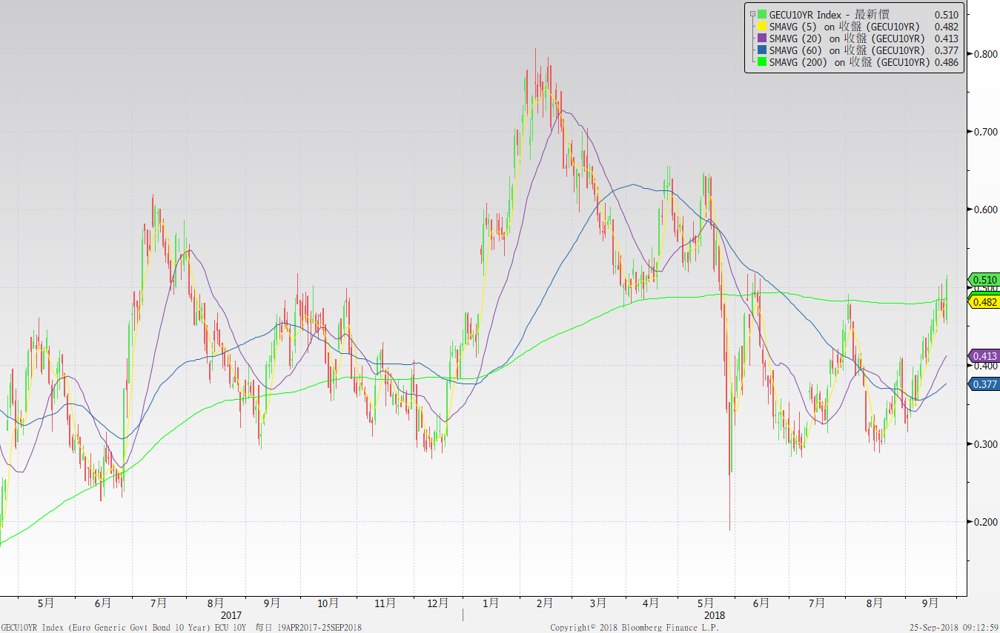 GECU10YR Index - 最新價 0.510
SMAVG (5) on 收盤 (GECU10YR) 0.482
SMAVG (20) on 收盤 (GECU10YR) 0.413
SMAVG (60) on 收盤 (GECU10YR) 0.377
SMAVG (200) on 收盤 (GECU10YR) 0.486
0.800
0.700
0.600
0.510
0.500
0.482
0.413
0.400
0.377
0.300
0.200
5月 6月 7月 8月 9月 10月 11月 12月 1月 2月 3月 4月 5月 6月 7月 8月 9月
2017 2018
GECU10YR Index (Euro Generic Govt Bond 10 Year) ECU 10Y 每日 19APR2017-25SEP2018 Copyright© 2018 Bloomberg Finance L.P. 25-Sep-2018 09:12:59